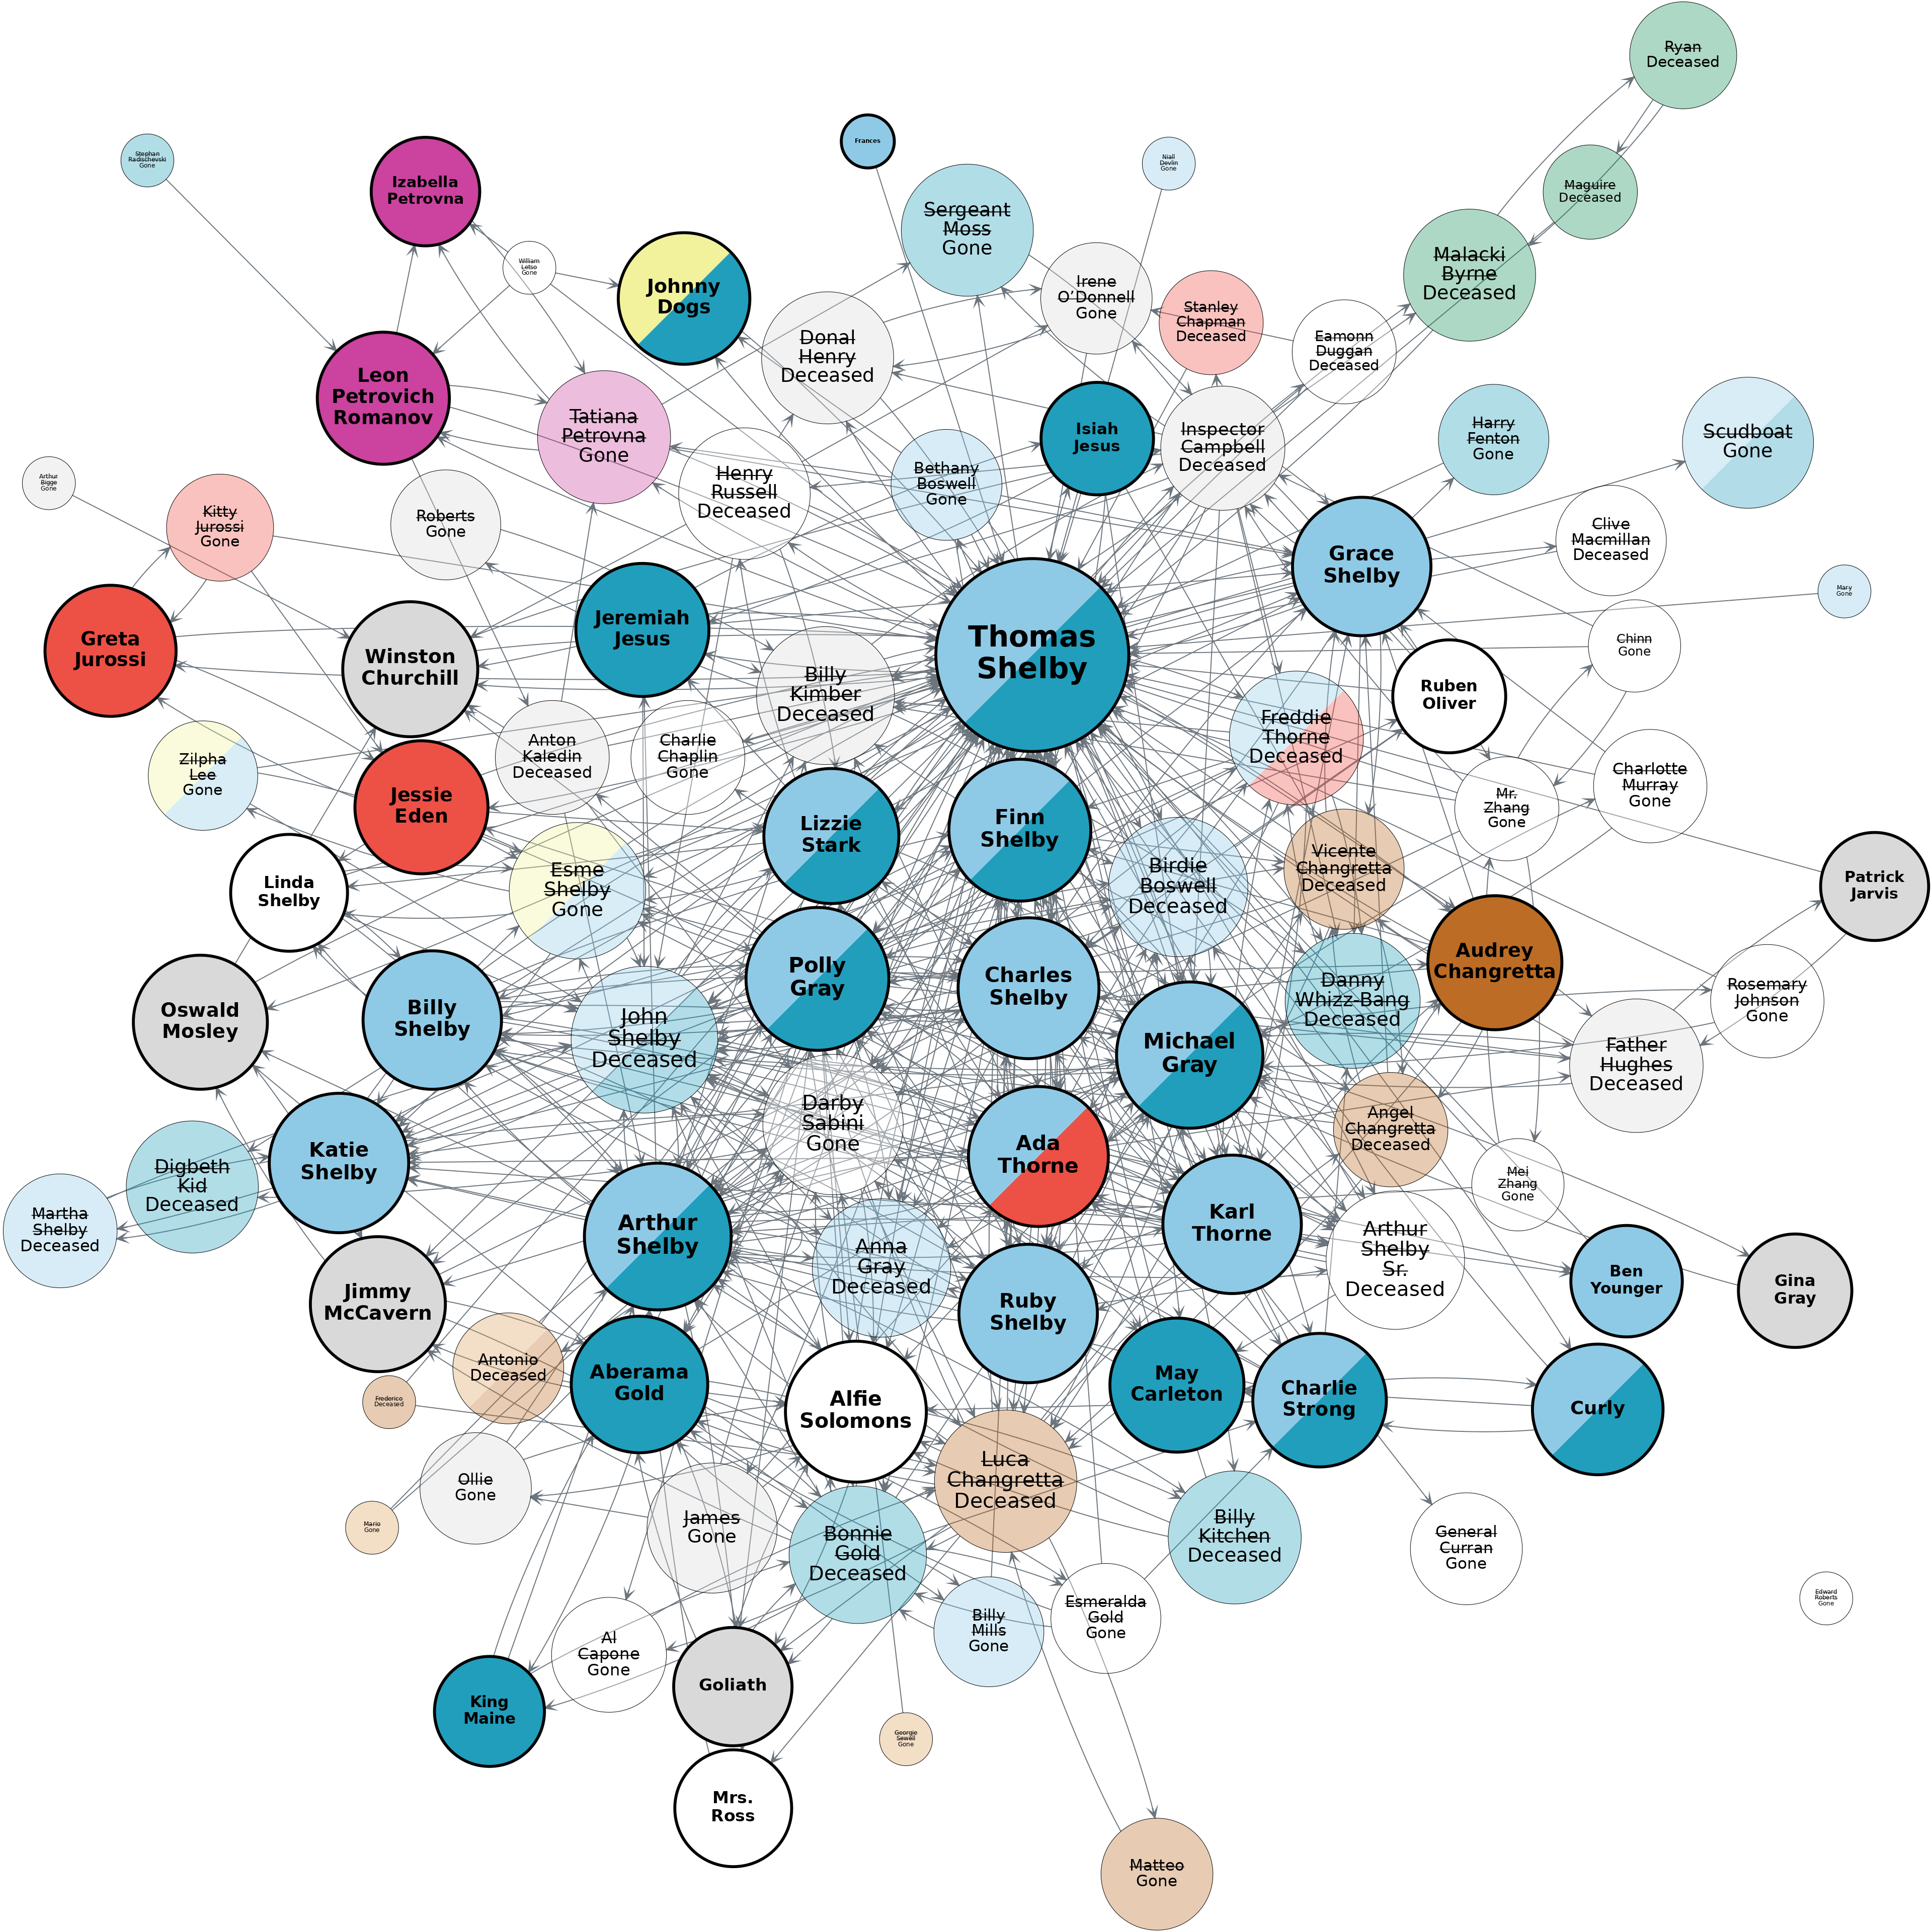 Ryan
Deceased
Frances
Niall
Devlin
Gone
Stephan
Radischevski
Gone
Izabella
Petrovna
Maguire
Deceased
Sergeant
Moss
Gone
William
Letso
Gone
Malacki
Byrne
Deceased
Johnny
Dogs
Irene
O'Donnell
Gone
Stanley
Chapman
Deceased
Eamonn
Duggan
Deceased
Donal
Henry
Deceased
Leon
Petrovich
Romanov
Tatiana
Petrovna
Gone
Isiah
Jesus
Inspector
Campbell
Deceased
Harry
Fenton
Gone
Scudboat
Gone
Arthur
Bigge
Gone
Bethany
Boswell
Gone
Henry
Russell
Deceased
Kitty
Jurossi
Gone
Roberts
Gone
Clive
Macmillan
Deceased
Grace
Shelby
Mary
Gone
Jeremiah
Jesus
Greta
Jurossi
Winston
Churchill
Thomas
Shelby
Chinn
Gone
Billy
Kimber
Deceased
Ruben
Oliver
Freddie
Thorne
Deceased
Anton
Kaledin
Deceased
Charlie
Chaplin
Gone
Zilpha
Lee
Gone
Charlotte
Murray
Gone
Jessie
Eden
Mr.
Zhang
Gone
Lizzie
Stark
Finn
Shelby
Vicente
Changretta
Deceased
Birdie
Boswell
Deceased
Patrick
Jarvis
Linda
Shelby
Esme
Shelby
Gone
Audrey
Changretta
Polly
Gray
Charles
Shelby
Danny
Whizz-Bang
Deceased
Rosemary
Johnson
Gone
Oswald
Mosley
Billy
Shelby
John
Shelby
Deceased
Michael
Gray
Father
Hughes
Deceased
Darby
Sabini
Gone
Angel
Changretta
Deceased
Ada
Thorne
Katie
Shelby
Digbeth
Kid
Deceased
Mei
Zhang
Gone
Martha
Shelby
Deceased
Arthur
Shelby
Karl
Thorne
Arthur
Shelby
Sr.
Deceased
Anna
Gray
Deceased
Ben
Younger
Gina
Gray
Jimmy
McCavern
Ruby
Shelby
Antonio
Deceased
Aberama
Gold
May
Carleton
Charlie
Strong
Curly
Frederico
Deceased
Alfie
Solomons
Ollie
Gone
Luca
Changretta
Deceased
Mario
Gone
James
Gone
Bonnie
Gold
Deceased
Billy
Kitchen
Deceased
General
Curran
Gone
Edward
Roberts
Gone
Billy
Mills
Gone
Esmeralda
Gold
Gone
Al
Capone
Gone
Goliath
King
Maine
Georgie
Sewell
Gone
Mrs.
Ross
Matteo
Gone